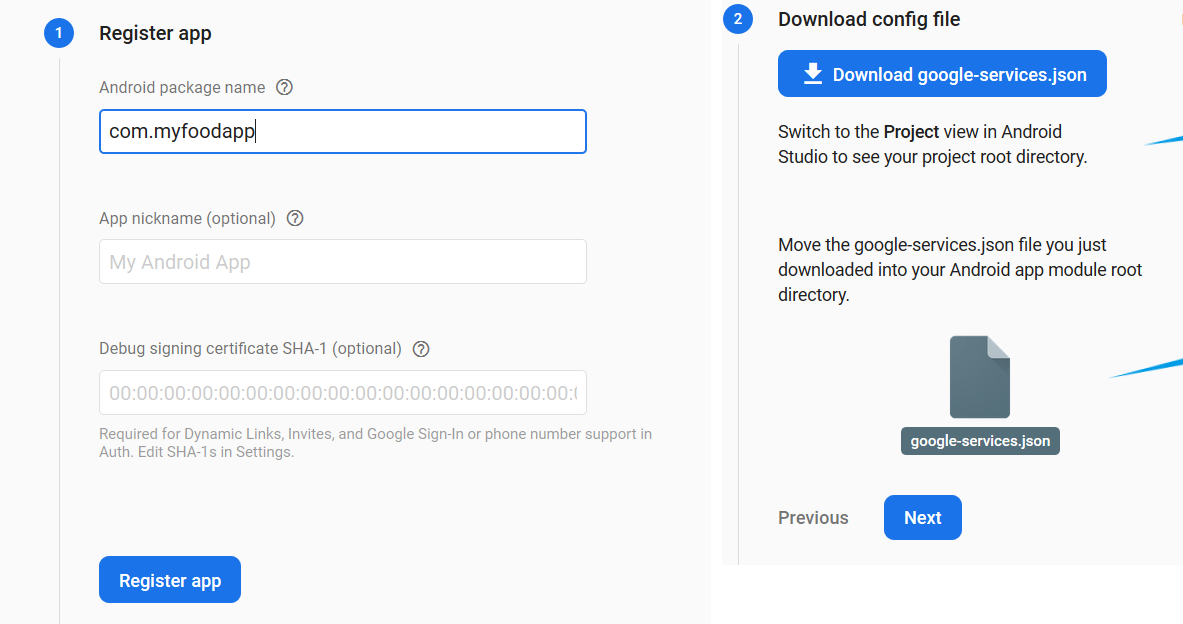 1
Register app
Android package name ?
com.myfoodapp
App nickname (optional) ?
My Android App
Debug signing certificate SHA-1 (optional) ?
00:00:00:00:00:00:00:00:00:00:00:00:00:00:00:00:00:
Required for Dynamic Links, Invites, and Google Sign-In or phone number support in
Auth. Edit SHA-1s in Settings.
Register app
2
Download config file
Download google-services.json
Switch to the Project view in Android
Studio to see your project root directory.
Move the google-services.json file you just
downloaded into your Android app module root
directory.
google-services.json
Previous
Next